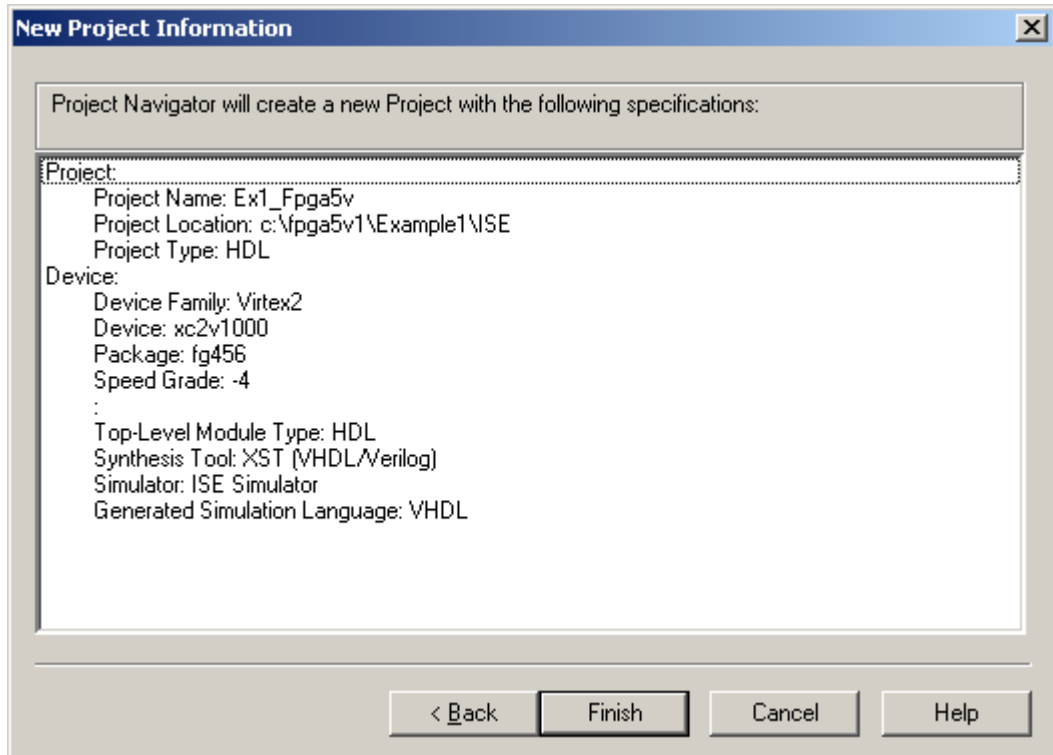 New Project Information
Project Navigator will create a new Project with the following specifications:
Project:
Project Name: Ex1_Fpga5v
Project Location: c:\fpga5v1\Example1\ISE
Project Type: HDL
Device:
Device Family: Virtex2
Device: xc2v1000
Package: fg456
Speed Grade: -4
:
Top-Level Module Type: HDL
Synthesis Tool: XST (VHDL/Verilog)
Simulator: ISE Simulator
Generated Simulation Language: VHDL
< Back Finish Cancel Help